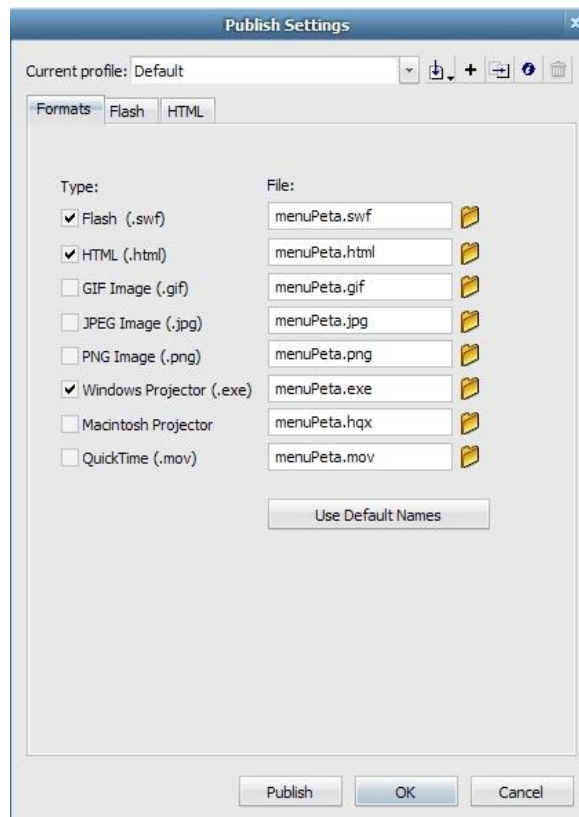 Publish Settings
Current profile: Default
Formats Flash HTML
Type: File:
Flash (.swf) menuPeta.swf
HTML (.html) menuPeta.html
GIF Image (.gif) menuPeta.gif
JPEG Image (.jpg) menuPeta.jpg
PNG Image (.png) menuPeta.png
Windows Projector (.exe) menuPeta.exe
Macintosh Projector menuPeta.hqx
QuickTime (.mov) menuPeta.mov
Use Default Names
Publish OK Cancel